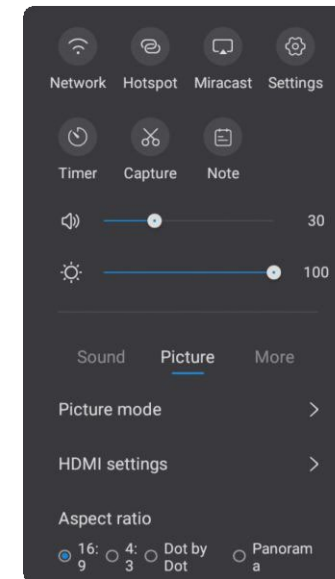 Network Hotspot Miracast Settings
Timer Capture Note
30
100
Sound Picture More
Picture mode
HDMI settings
Aspect ratio
16: 4: Dot by Panoram
9 3 Dot a